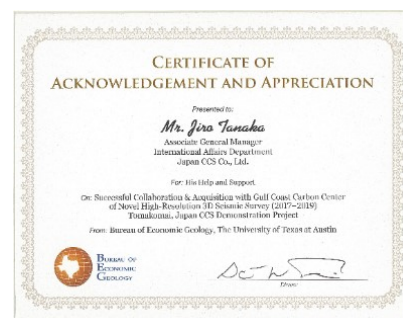 CERTIFICATE OF
ACKNOWLEDGEMENT AND APPRECIATION
Presented to:
Mr. Jiro Tanaka
Associate General Manager
International Affairs Department
Japan CCS Co., Ltd.
For: His Help and Support
On: Successful Collaboration & Acquisition with Gulf Coast Carbon Center
of Novel High-Resolution 3D Seismic Survey (2017-2019)
Tomakomai, Japan CCS Demonstration Project
From: Bureau of Economic Geology, The University of Texas at Austin
BUREAU OF
ECONOMIC
GEOLOGY